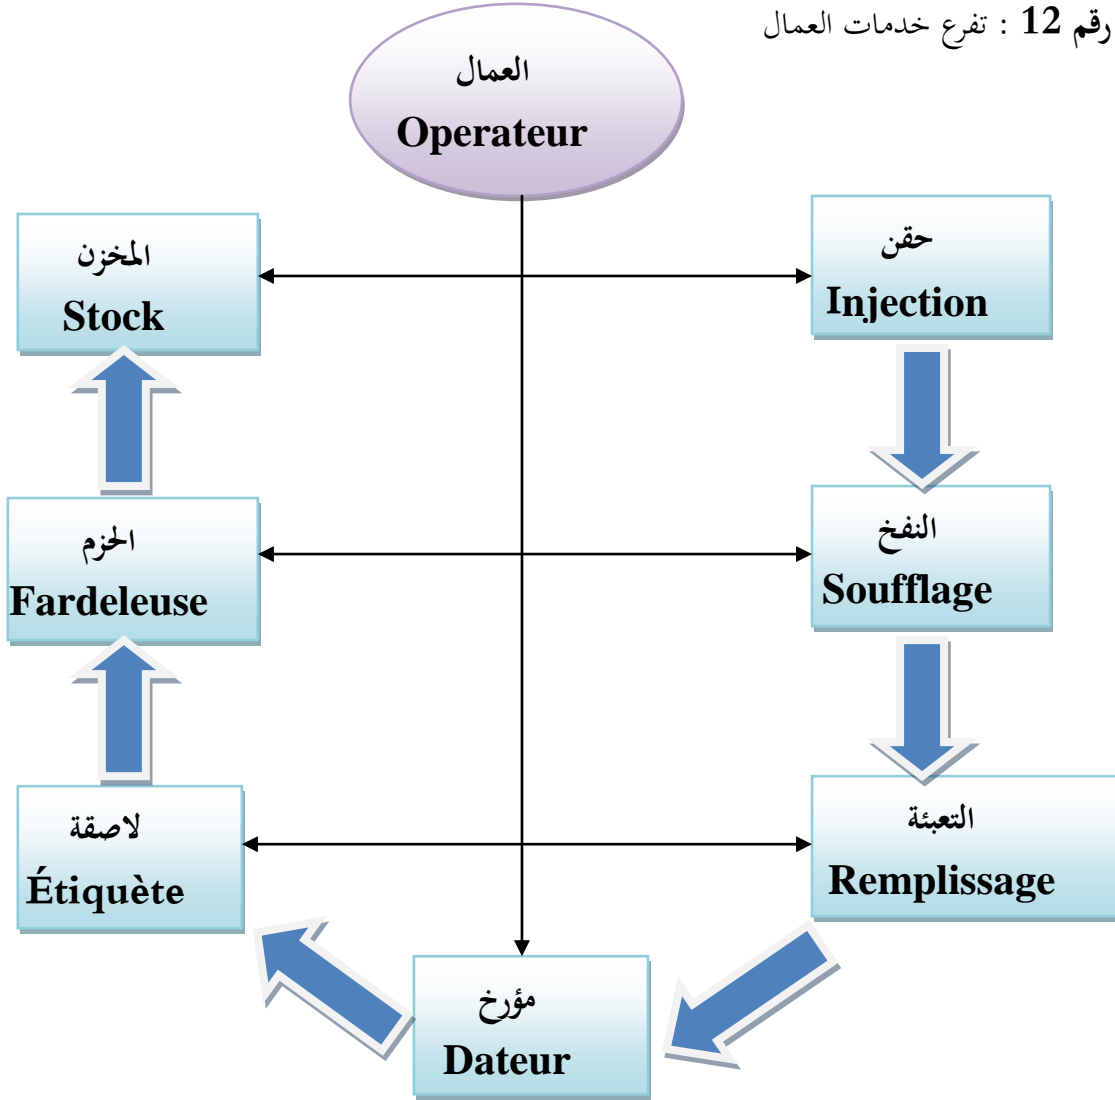 رقم 12 : تفرع خدمات العمال
العمال
Operateur
حقن
Injection
المخزن
Stock
النفخ
Soufflage
الحزم
Fardeleuse
التعبئة
Remplissage
لاصقة
Étiquète
مؤرخ
Dateur